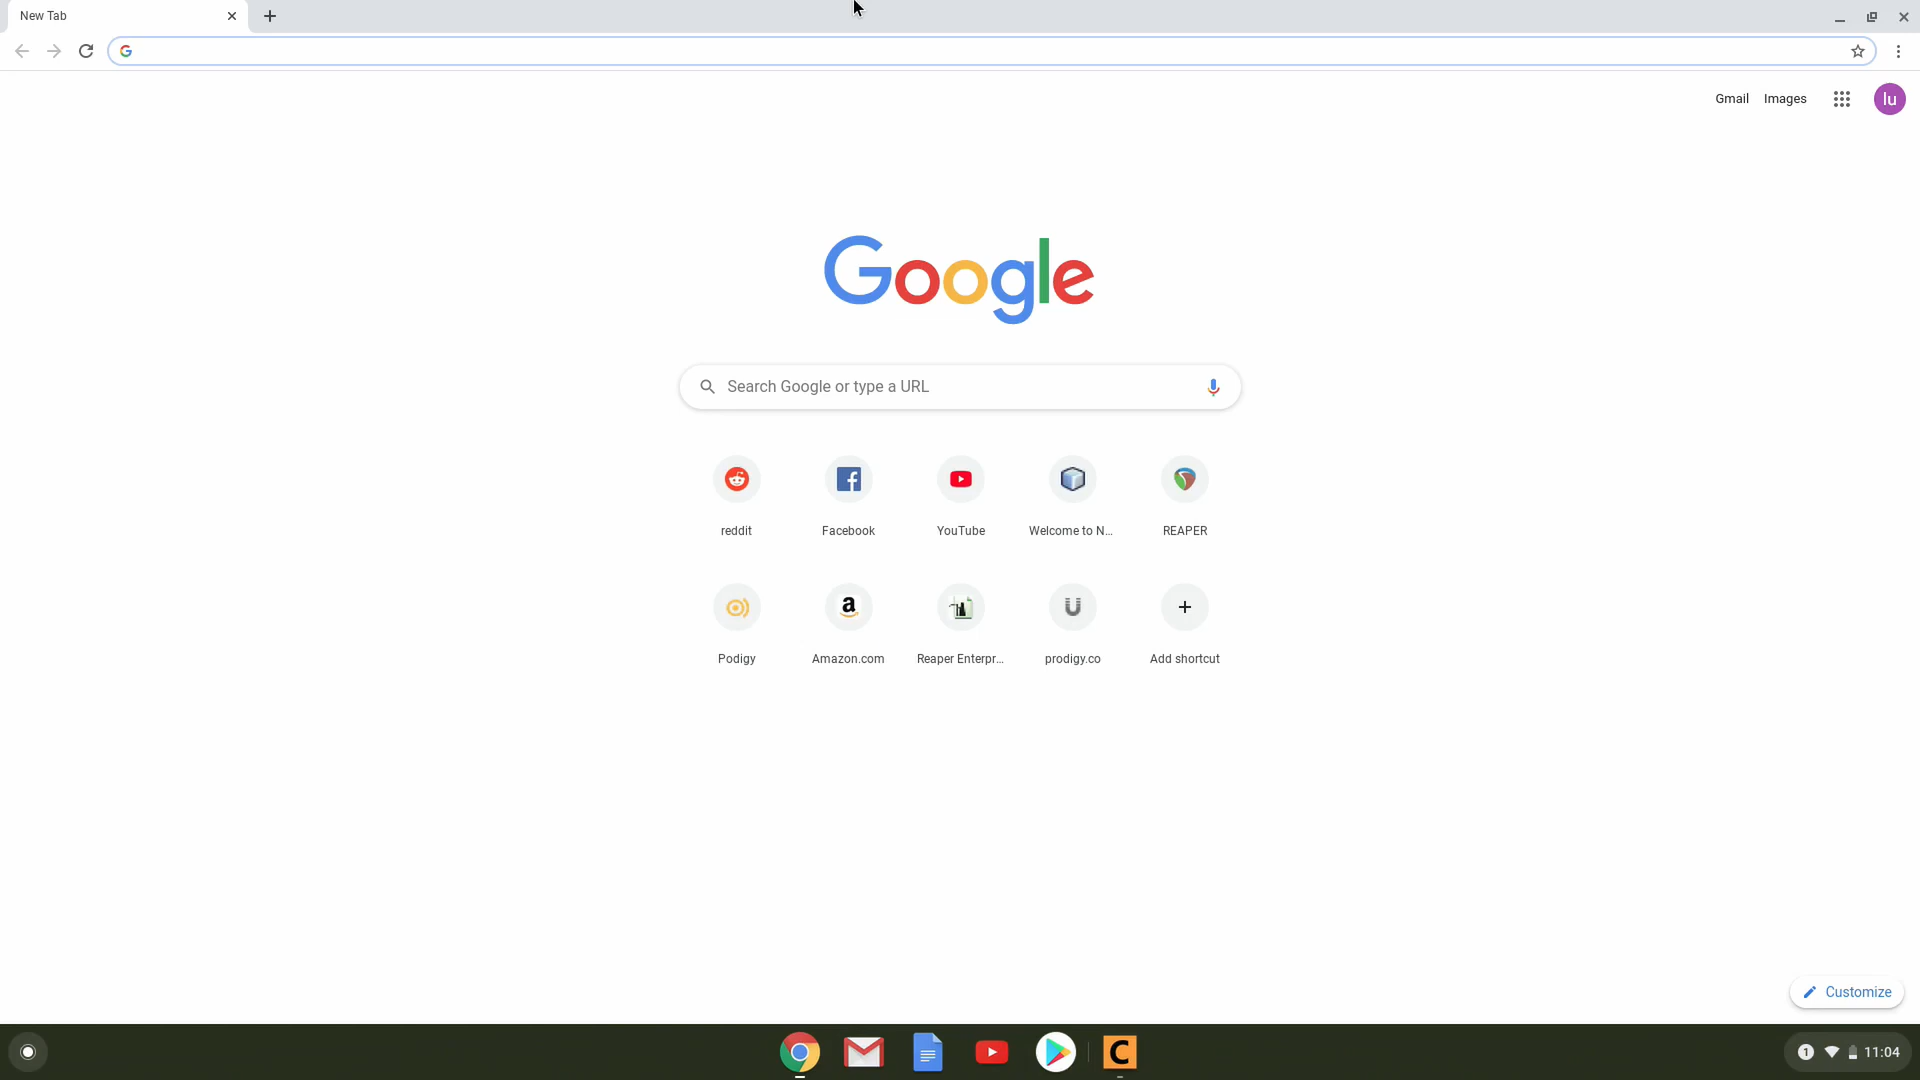 New Tab
Gmail Images
lu
Google
Search Google or type a URL
reddit Facebook YouTube Welcome to N... REAPER
Podigy Amazon.com Reaper Enterpr... prodigy.co Add shortcut
Customize
C 1 11:04